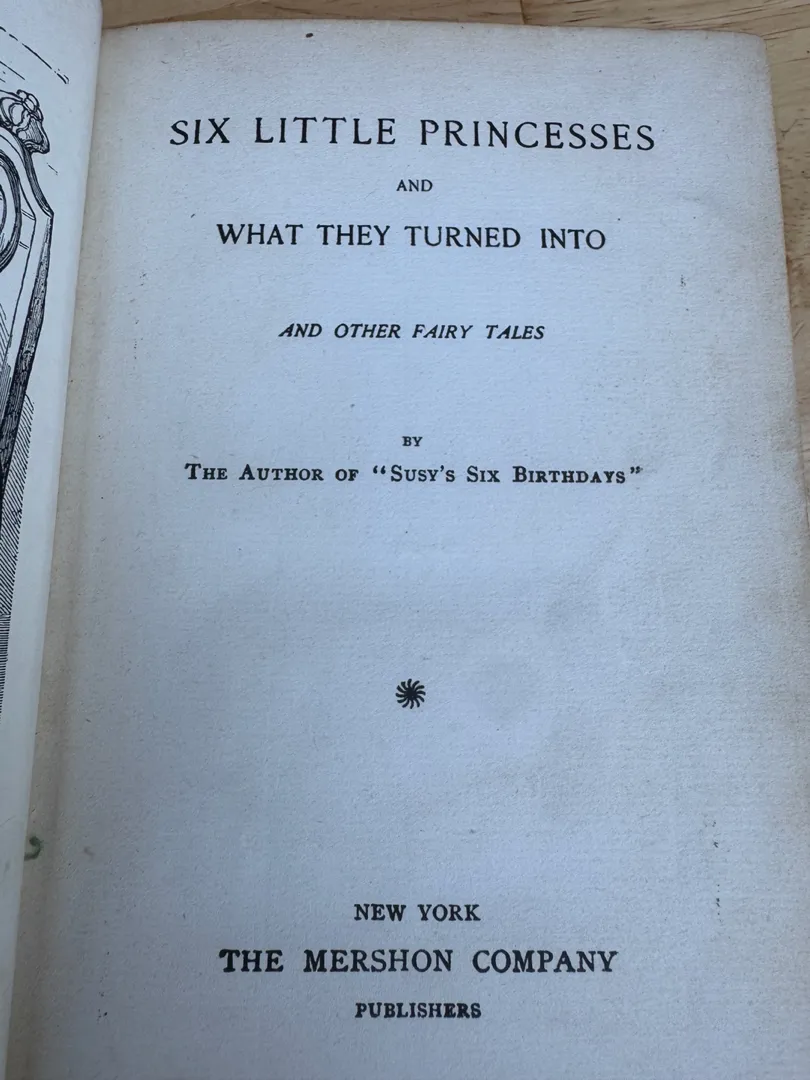 SIX LITTLE PRINCESSES
AND
WHAT THEY TURNED INTO
AND OTHER FAIRY TALES
BY
THE AUTHOR OF “SUSY'S SIX BIRTHDAYS”
NEW YORK
THE MERSHON COMPANY
PUBLISHERS